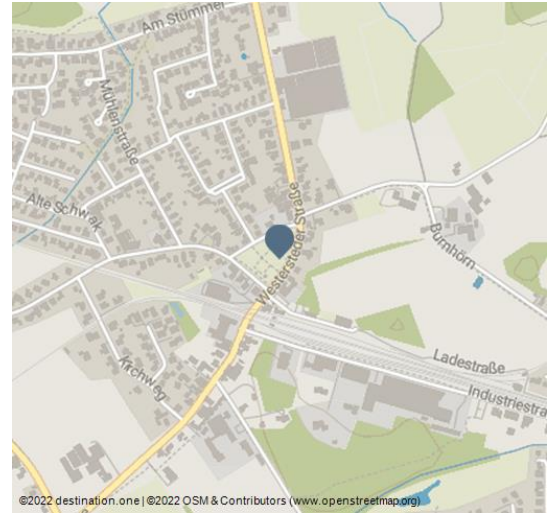 Am Stümmel
Mühlenstraße
Alte Schwak
Westersteder Straße
Burnhörn
Kirchweg
Ladestraße
Industriestra
©2022 destination.one | ©2022 OSM & Contributors (www.openstreetmap.org)